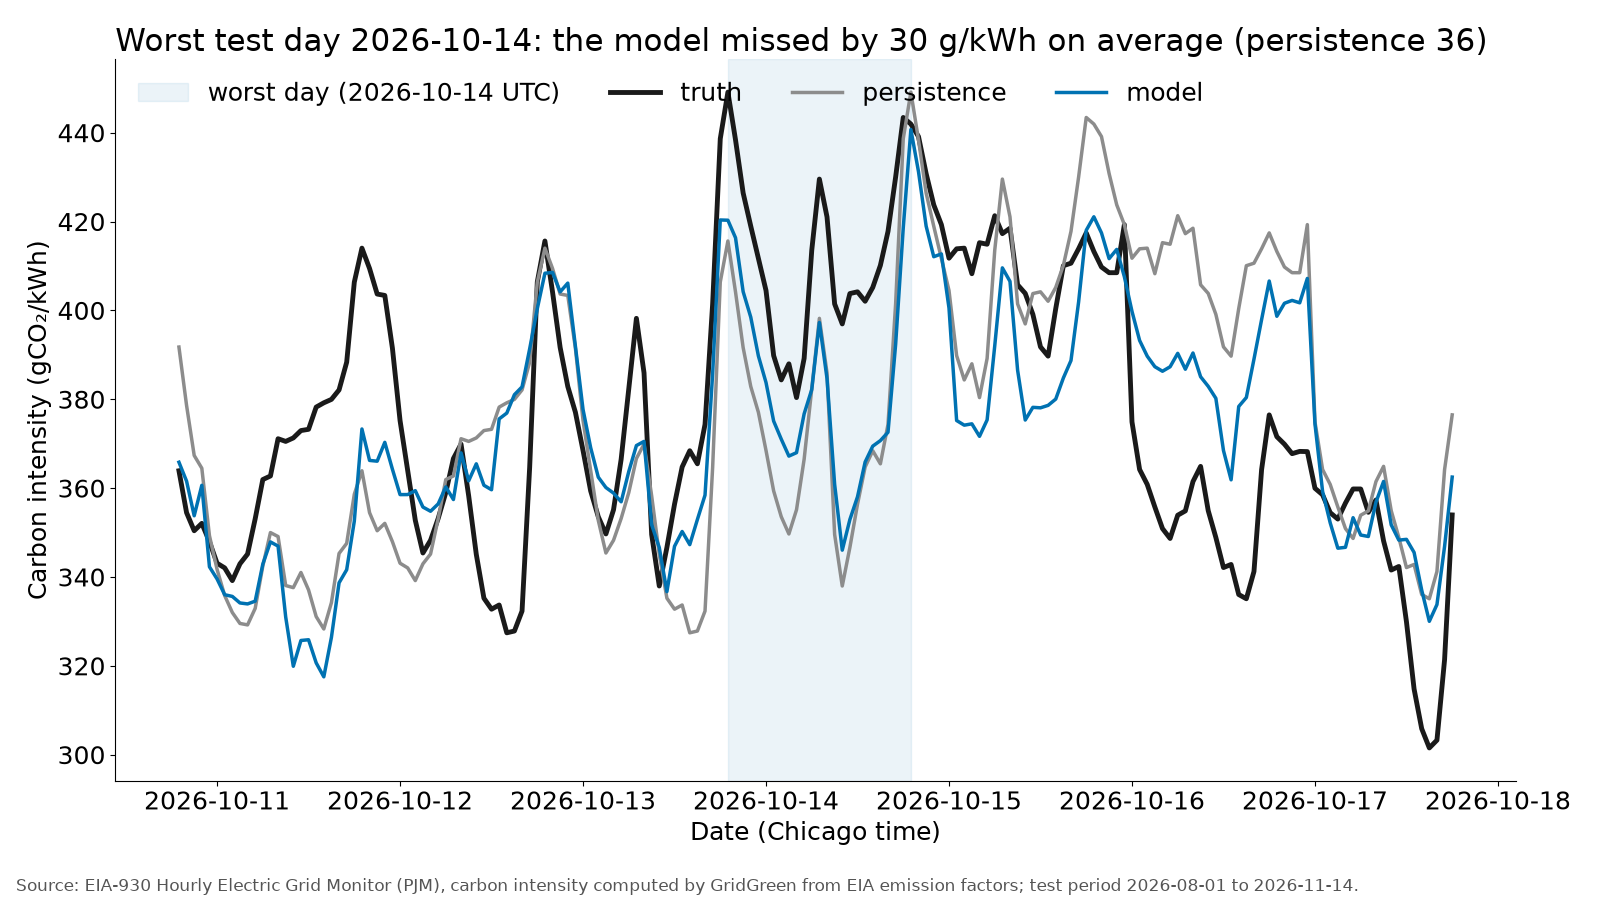 Worst test day 2026-10-14: the model missed by 30 g/kWh on average (persistence 36)
worst day (2026-10-14 UTC) truth persistence model
Carbon intensity (gCO₂/kWh)
440
420
400
380
360
340
320
300
2026-10-11 2026-10-12 2026-10-13 2026-10-14 2026-10-15 2026-10-16 2026-10-17 2026-10-18
Date (Chicago time)
Source: EIA-930 Hourly Electric Grid Monitor (PJM), carbon intensity computed by GridGreen from EIA emission factors; test period 2026-08-01 to 2026-11-14.